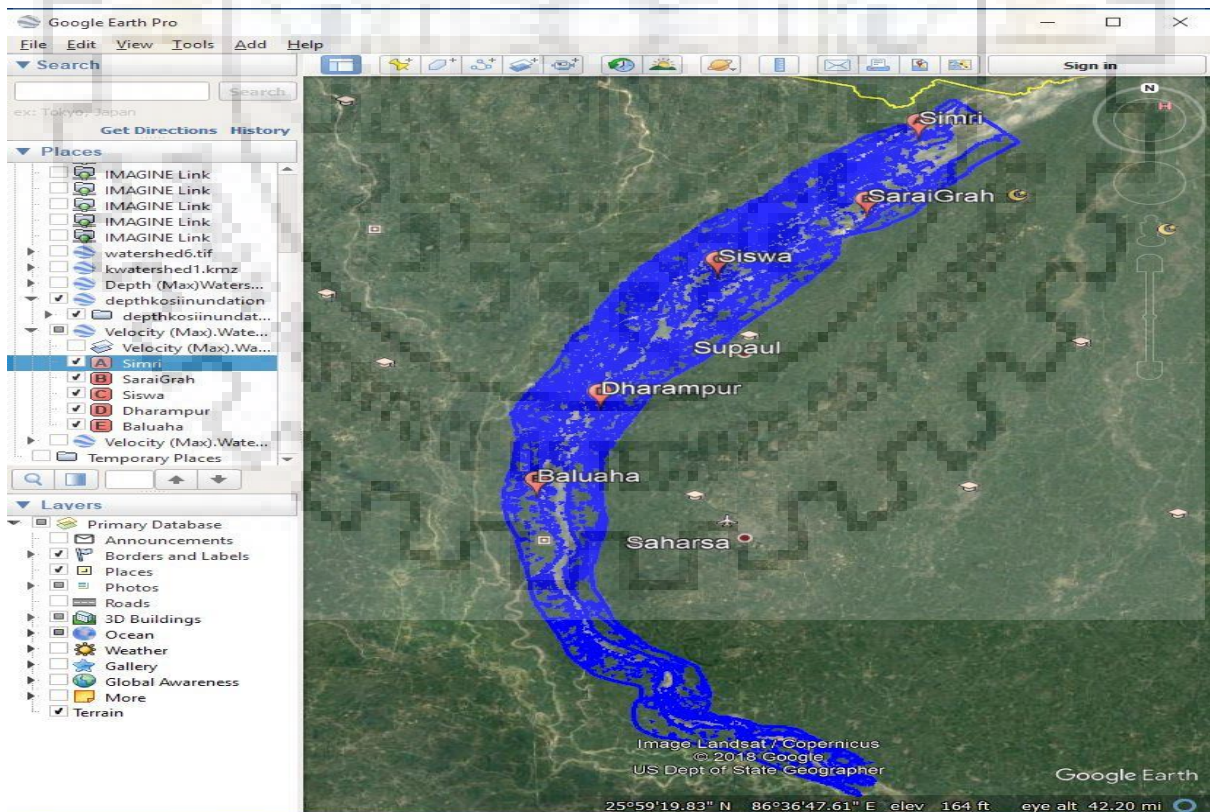 Google Earth Pro
File Edit View Tools Add Help
Search
Sign in
Search
ex: Tokyo, Japan
Get Directions History
Places
IMAGINE Link
IMAGINE Link
IMAGINE Link
IMAGINE Link
IMAGINE Link
watershed6.tif
kwatershed1.kmz
Depth (Max)Waters...
depthkosiinundation
depthkosiinundat...
Velocity (Max).Wate...
Velocity (Max).Wa...
A Simri
B SaraiGrah
C Siswa
D Dharampur
E Baluaha
Velocity (Max).Wate...
Temporary Places
Layers
Primary Database
Announcements
Borders and Labels
Places
Photos
Roads
3D Buildings
Ocean
Weather
Gallery
Global Awareness
More
Terrain
N
Simri
SaraiGrah
Siswa
Supaul
Dharampur
Baluaha
Saharsa
Image Landsat / Copernicus
© 2018 Google
US Dept of State Geographer
Google Earth
25°59'19.83" N 86°36'47.61" E elev 164 ft eye alt 42.20 mi